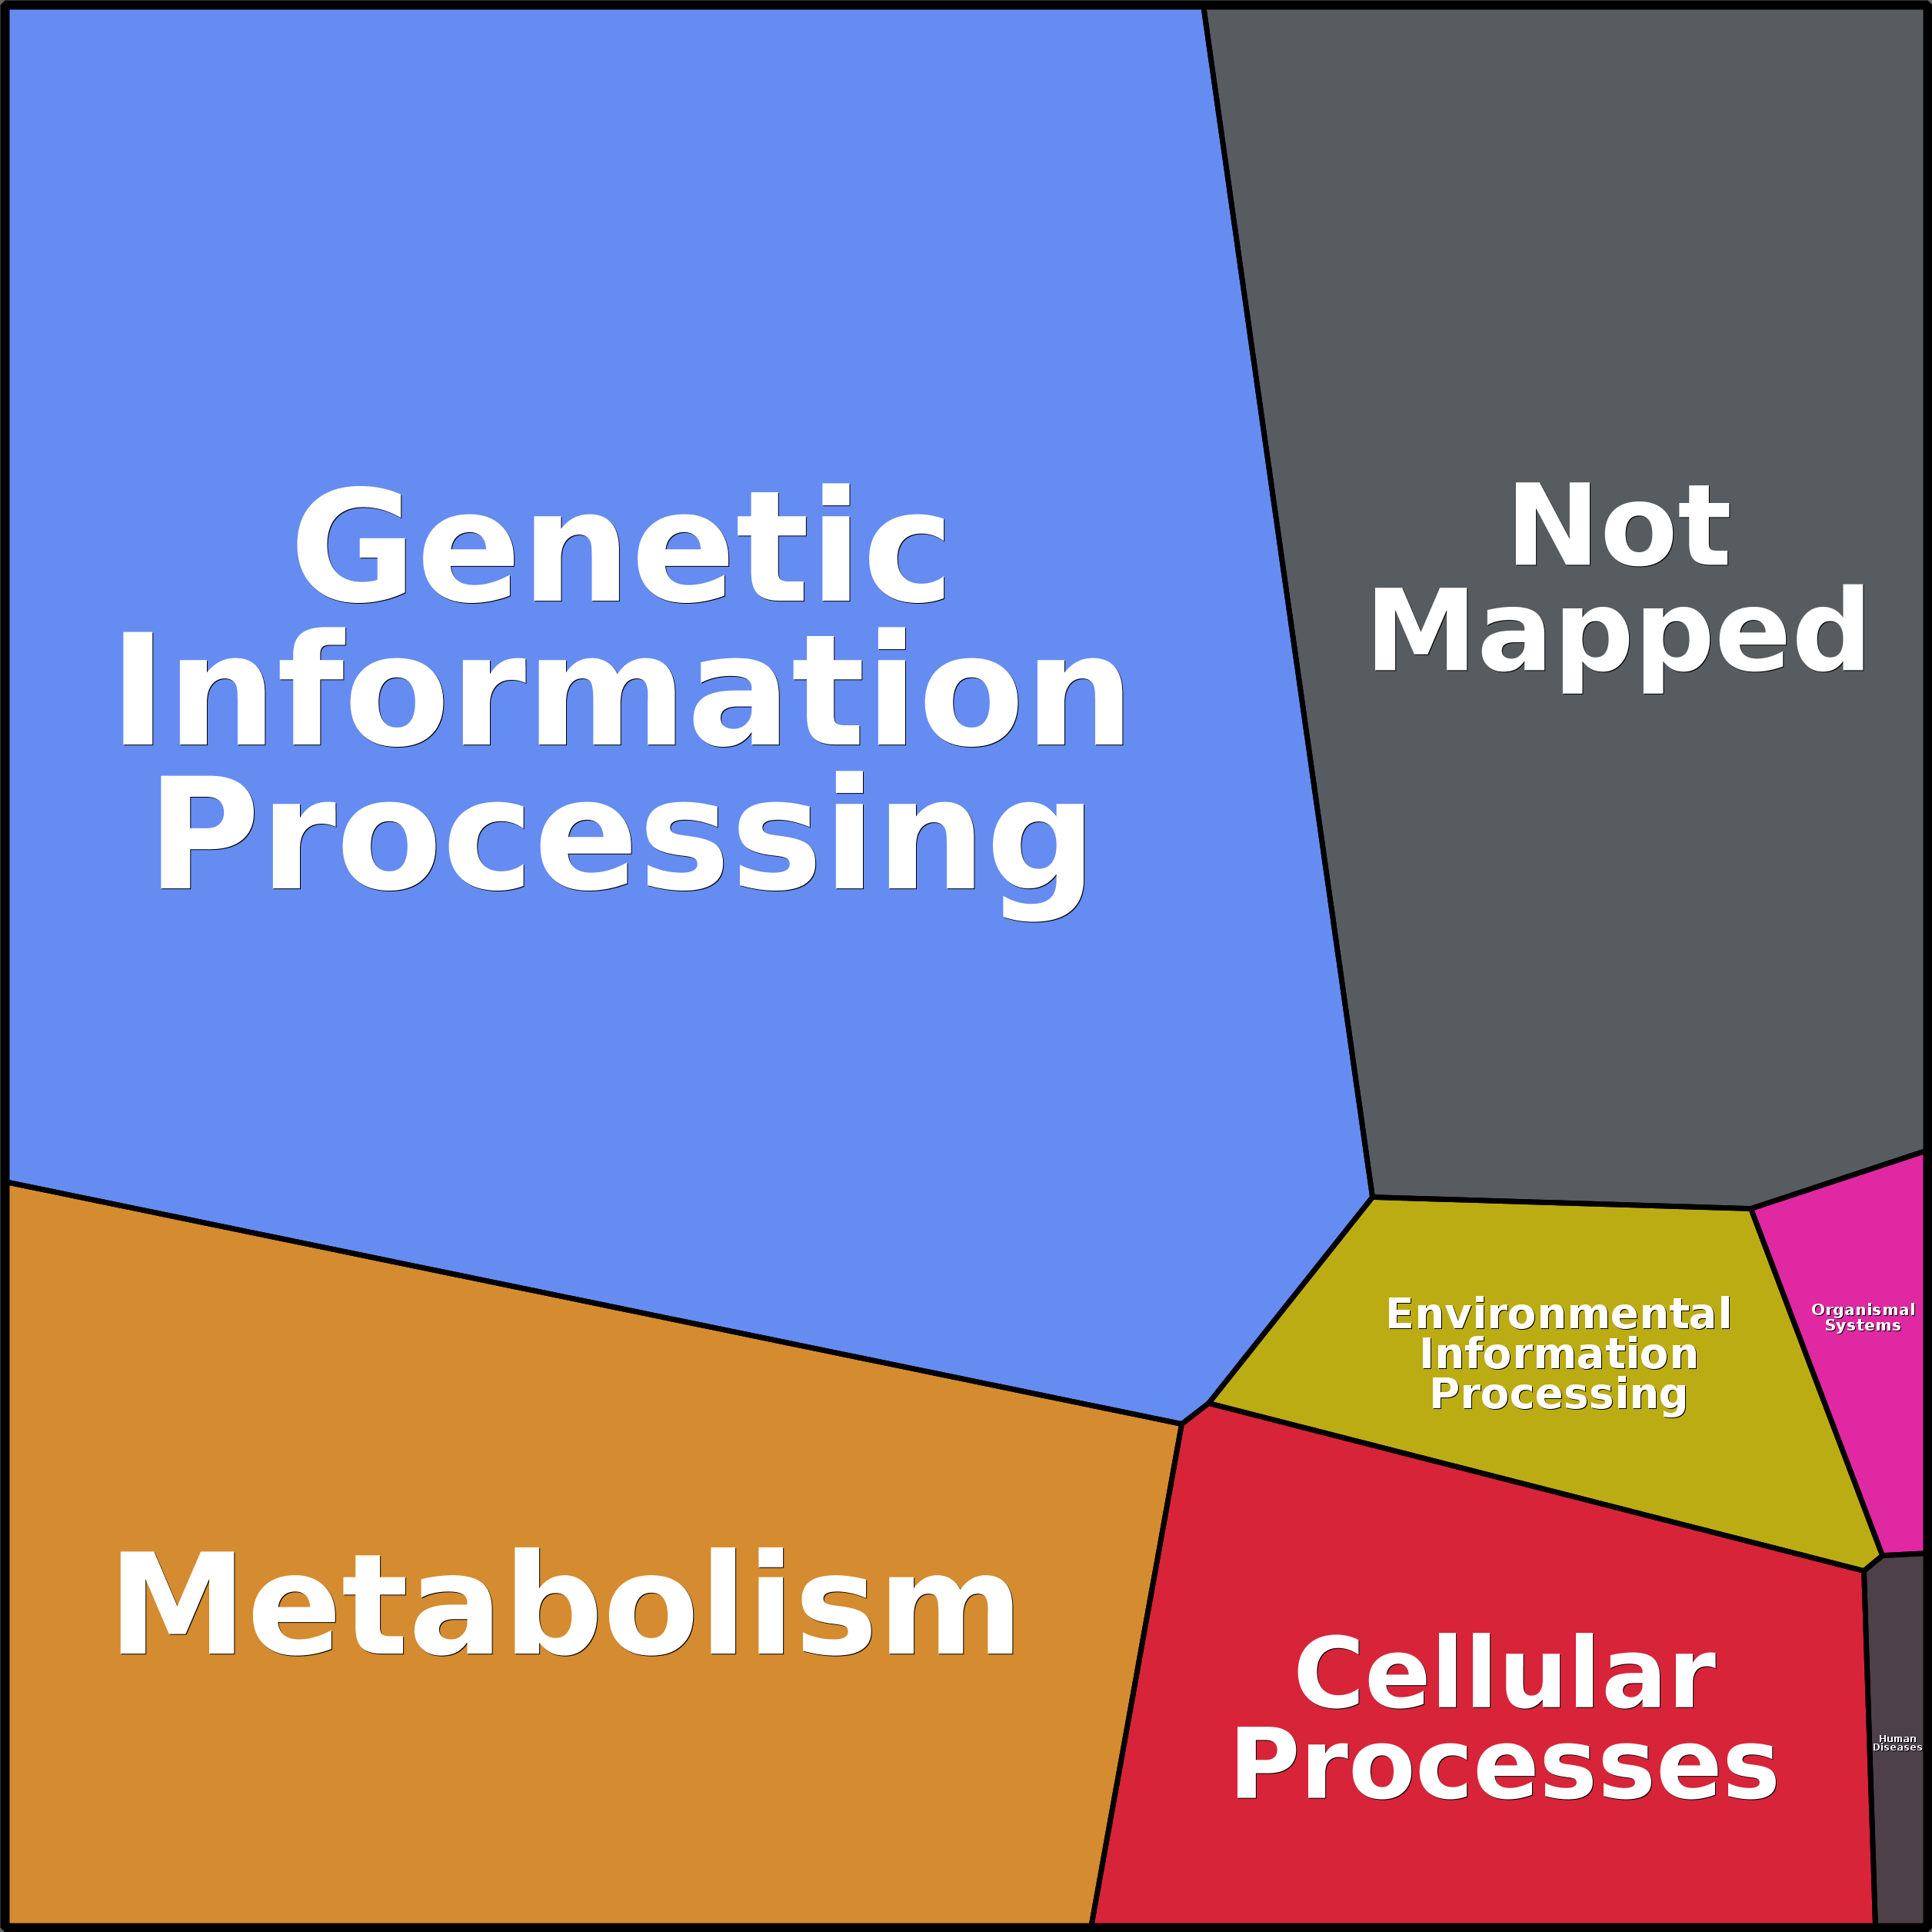 Genetic
Information
Processing
Not
Mapped
Environmental
Information
Processing
Organismal
Systems
Metabolism
Cellular
Processes
Human
Diseases